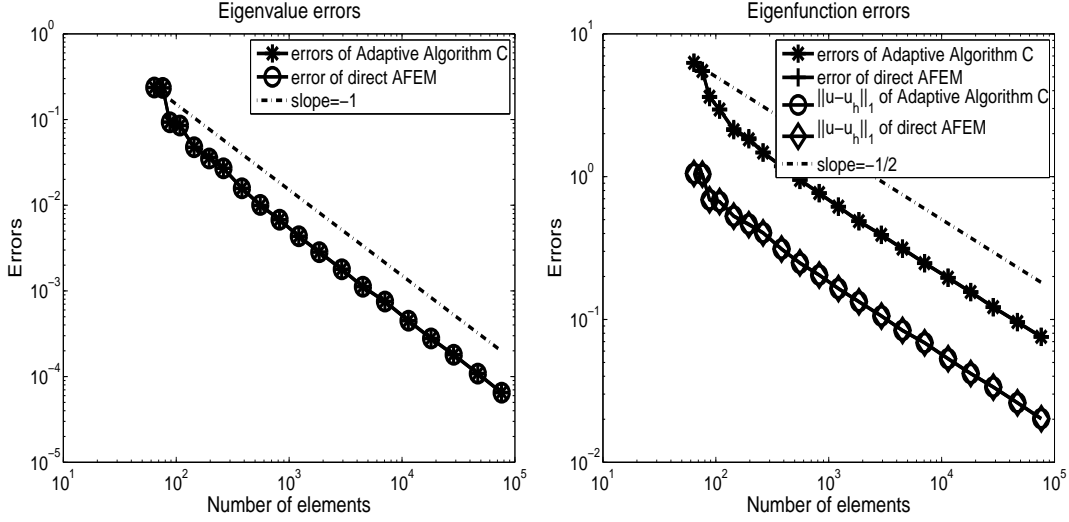 Eigenvalue errors
10^0
10^{-1}
10^{-2}
10^{-3}
10^{-4}
10^{-5}
Errors
errors of Adaptive Algorithm C
error of direct AFEM
slope=−1
10^1
10^2
10^3
10^4
10^5
Number of elements
Eigenfunction errors
10^1
10^0
10^{-1}
10^{-2}
Errors
errors of Adaptive Algorithm C
error of direct AFEM
||u−u_h||_1 of Adaptive Algorithm C
||u−u_h||_1 of direct AFEM
slope=−1/2
10^1
10^2
10^3
10^4
10^5
Number of elements